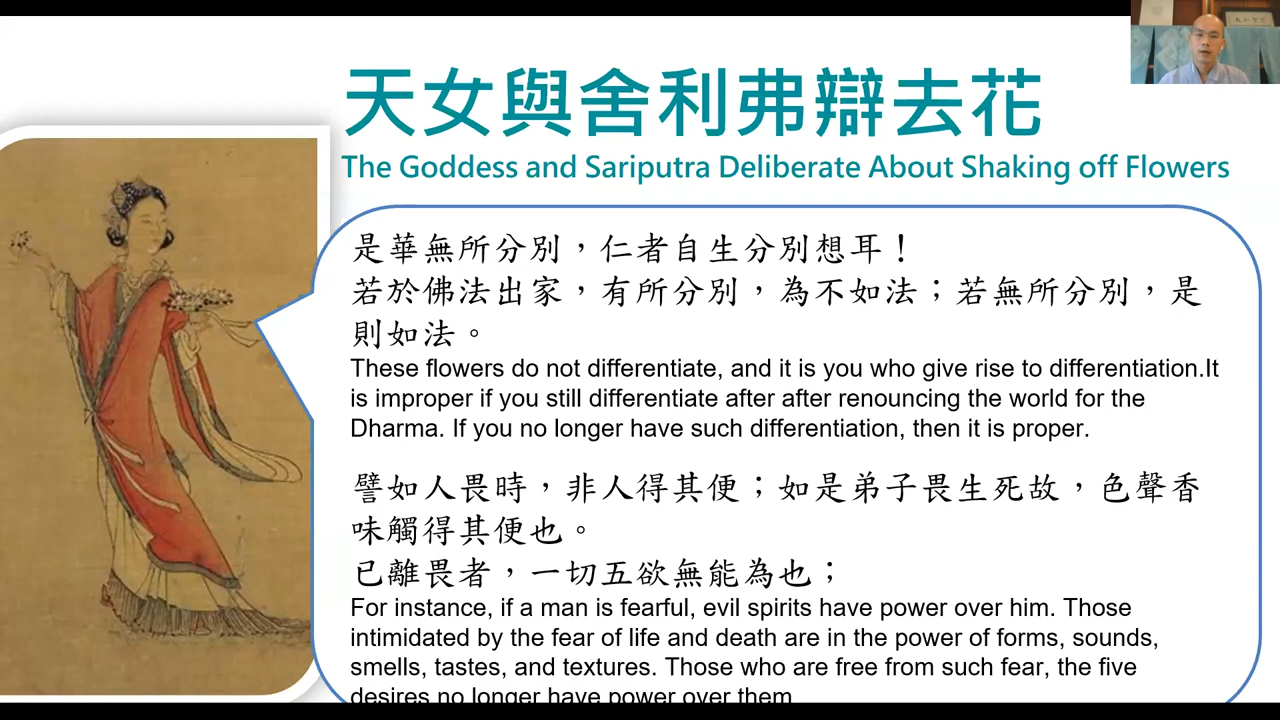 天女與舍利弗辯去花
The Goddess and Sariputra Deliberate About Shaking off Flowers
是華無所分別，仁者自生分別想耳！
若於佛法出家，有所分別，為不如法；若無所分別，是
則如法。
These flowers do not differentiate, and it is you who give rise to differentiation.It
is improper if you still differentiate after after renouncing the world for the
Dharma. If you no longer have such differentiation, then it is proper.
譬如人畏時，非人得其便；如是弟子畏生死故，色聲香
味觸得其便也。
已離畏者，一切五欲無能為也；
For instance, if a man is fearful, evil spirits have power over him. Those
intimidated by the fear of life and death are in the power of forms, sounds,
smells, tastes, and textures. Those who are free from such fear, the five
desires no longer have power over them